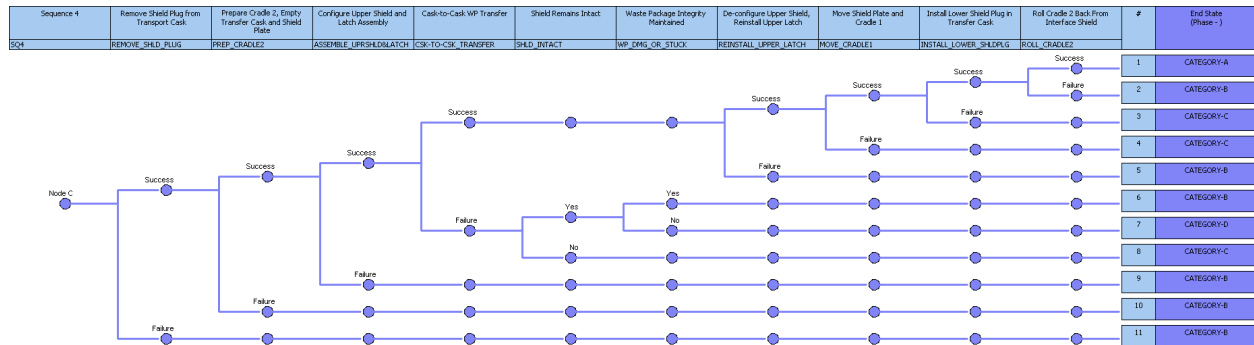 Sequence 4
Remove Shield Plug from
Transport Cask
Prepare Cradle 2, Empty
Transfer Cask and Shield
Plate
Configure Upper Shield and
Latch Assembly
Cask-to-Cask WP Transfer
Shield Remains Intact
Waste Package Integrity
Maintained
De-configure Upper Shield,
Reinstall Upper Latch
Move Shield Plate and
Cradle 1
Install Lower Shield Plug in
Transfer Cask
Roll Cradle 2 Back From
Interface Shield
#
End State
(Phase - )
SQ4
REMOVE_SHLD_PLUG
PREP_CRADLE2
ASSEMBLE_UPRSHLD&LATCH
CSK-TO-CSK_TRANSFER
SHLD_INTACT
WP_DMG_OR_STUCK
REINSTALL_UPPER_LATCH
MOVE_CRADLE1
INSTALL_LOWER_SHLDPLG
ROLL_CRADLE2
Success
1
CATEGORY-A
Success
Failure
2
CATEGORY-B
Success
Success
Failure
3
CATEGORY-C
Success
Failure
4
CATEGORY-C
Success
Failure
5
CATEGORY-B
Success
Success
Node C
Yes
6
CATEGORY-B
Yes
Failure
No
7
CATEGORY-D
No
8
CATEGORY-C
Failure
9
CATEGORY-B
Failure
10
CATEGORY-B
Failure
11
CATEGORY-B